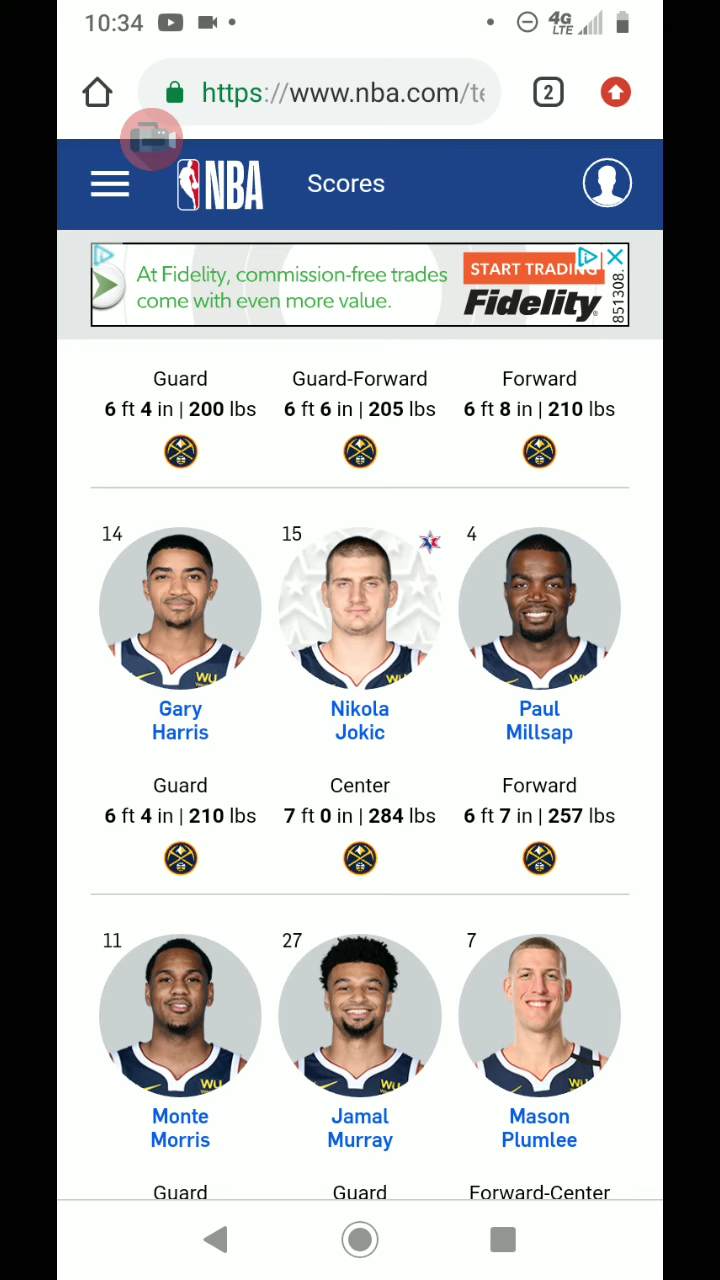 10:34
4G
LTE
https://www.nba.com/te
2
NBA
Scores
At Fidelity, commission-free trades
come with even more value.
START TRADING
Fidelity
851308.
Guard
Guard-Forward
Forward
6 ft 4 in | 200 lbs
6 ft 6 in | 205 lbs
6 ft 8 in | 210 lbs
14
15
4
WU
W
Gary
Harris
Nikola
Jokic
Paul
Millsap
Guard
Center
Forward
6 ft 4 in | 210 lbs
7 ft 0 in | 284 lbs
6 ft 7 in | 257 lbs
11
27
7
WU
WU
WU
Monte
Morris
Jamal
Murray
Mason
Plumlee
Guard
Guard
Forward-Center